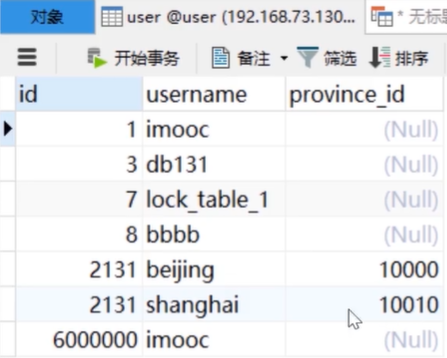 对象 user @user (192.168.73.130... * 无标
开始事务 备注 筛选 排序
id username province_id
1 imooc (Null)
3 db131 (Null)
7 lock_table_1 (Null)
8 bbbb (Null)
2131 beijing 10000
2131 shanghai 10010
6000000 imooc (Null)